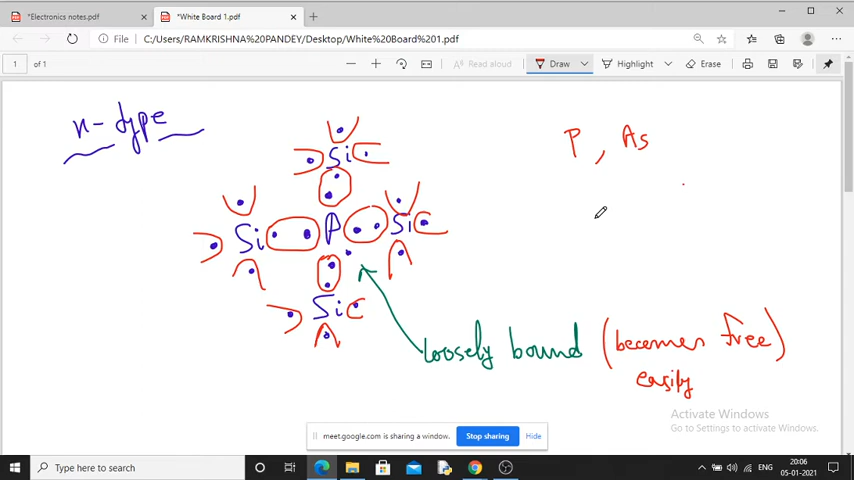 *Electronics notes.pdf
*White Board 1.pdf
File
C:/Users/RAMKRISHNA%20PANDEY/Desktop/White%20Board%201.pdf
1
of 1
Read aloud
Draw
Highlight
Erase
n-type
P, As
Si
Si P Si
Si
loosely bound (becomes free)
easily
Activate Windows
Go to Settings to activate Windows.
meet.google.com is sharing a window.
Stop sharing
Hide
Type here to search
ENG
20:06
05-01-2021